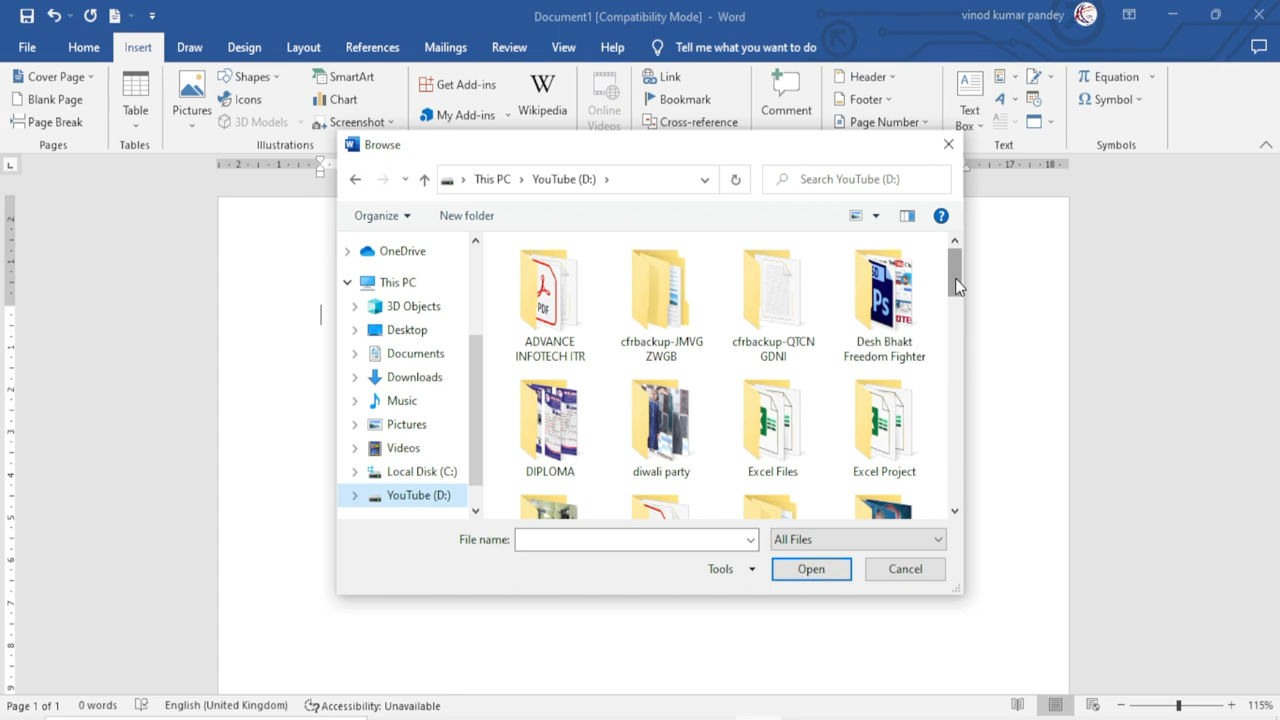 Document1 [Compatibility Mode] - Word
vinod kumar pandey
File Home Insert Draw Design Layout References Mailings Review View Help Tell me what you want to do
Cover Page
Blank Page
Page Break
Pages
Table
Tables
Pictures
Shapes
Icons
3D Models
SmartArt
Chart
Screenshot
Illustrations
Get Add-ins
My Add-ins
Wikipedia
Online
Videos
Link
Bookmark
Cross-reference
Comment
Header
Footer
Page Number
Text
Box
Text
Equation
Symbol
Symbols
Browse
This PC YouTube (D:)
Search YouTube (D:)
Organize New folder
OneDrive
This PC
3D Objects
Desktop
Documents
Downloads
Music
Pictures
Videos
Local Disk (C:)
YouTube (D:)
ADVANCE
INFOTECH ITR
cfrbackup-JMVG
ZWGB
cfrbackup-QTCN
GDNI
Desh Bhakt
Freedom Fighter
DIPLOMA
diwali party
Excel Files
Excel Project
File name:
All Files
Tools Open Cancel
Page 1 of 1 0 words English (United Kingdom) Accessibility: Unavailable 115%